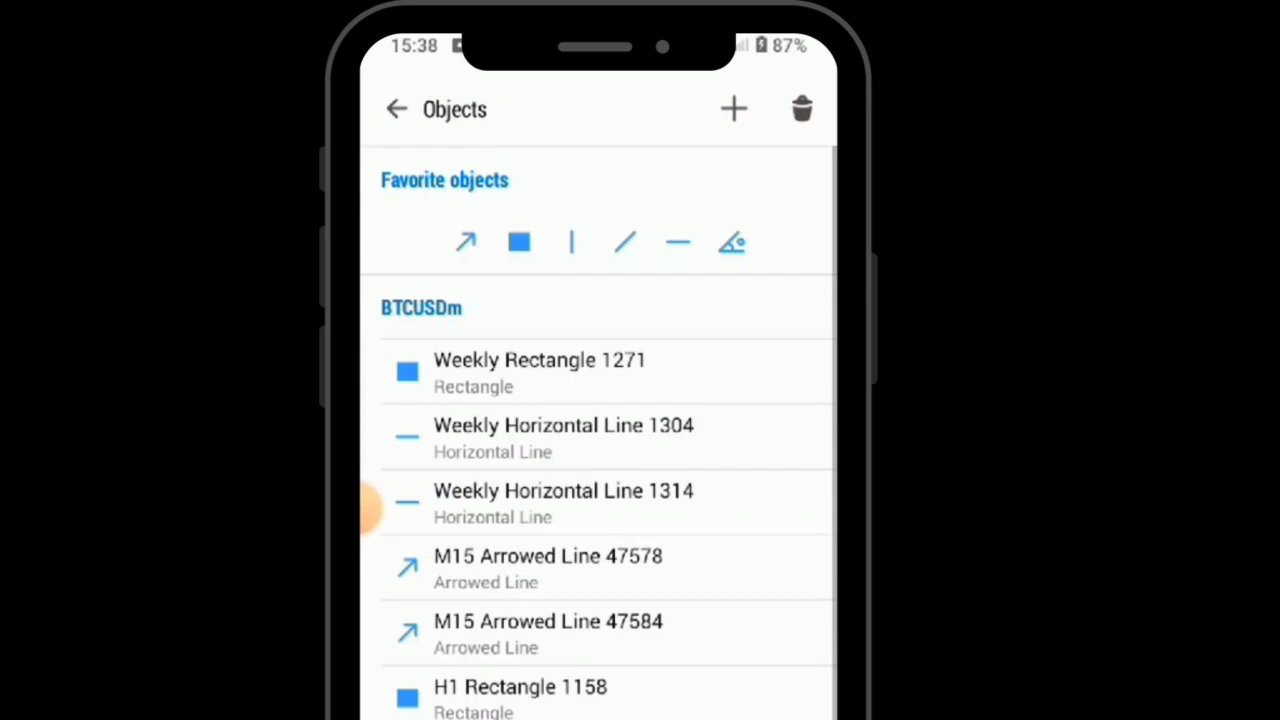 15:38
87%
Objects
Favorite objects
BTCUSDm
Weekly Rectangle 1271
Rectangle
Weekly Horizontal Line 1304
Horizontal Line
Weekly Horizontal Line 1314
Horizontal Line
M15 Arrowed Line 47578
Arrowed Line
M15 Arrowed Line 47584
Arrowed Line
H1 Rectangle 1158
Rectangle